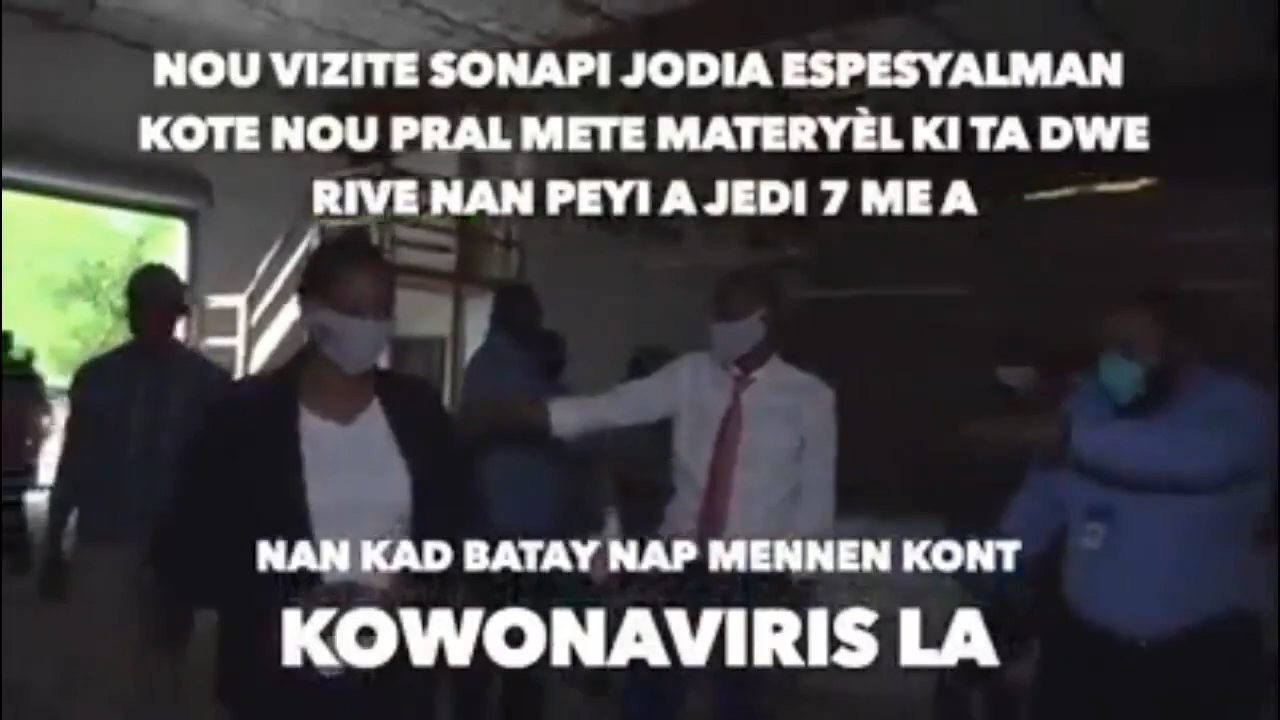 NOU VIZITE SONAPI JODIA ESPESYALMAN
KOTE NOU PRAL METE MATERYÈL KI TA DWE
RIVE NAN PEYI A JEDI 7 ME A
NAN KAD BATAY NAP MENNEN KONT
KOWONAVIRIS LA